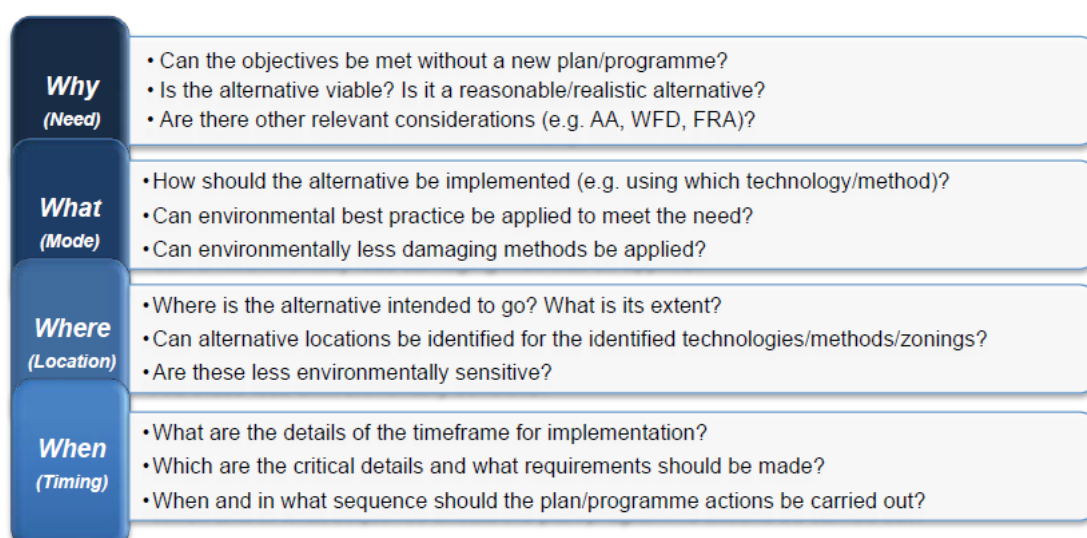 Why
(Need)
• Can the objectives be met without a new plan/programme?
• Is the alternative viable? Is it a reasonable/realistic alternative?
• Are there other relevant considerations (e.g. AA, WFD, FRA)?
What
(Mode)
• How should the alternative be implemented (e.g. using which technology/method)?
• Can environmental best practice be applied to meet the need?
• Can environmentally less damaging methods be applied?
Where
(Location)
• Where is the alternative intended to go? What is its extent?
• Can alternative locations be identified for the identified technologies/methods/zonings?
• Are these less environmentally sensitive?
When
(Timing)
• What are the details of the timeframe for implementation?
• Which are the critical details and what requirements should be made?
• When and in what sequence should the plan/programme actions be carried out?